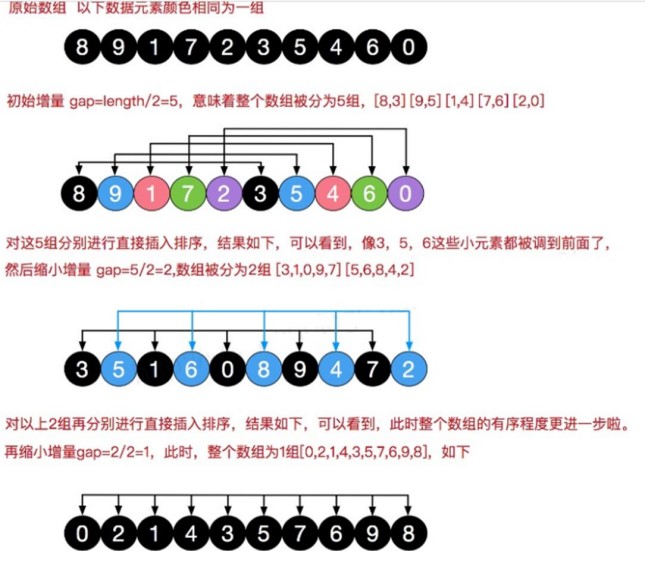 原始数组 以下数据元素颜色相同为一组
8 9 1 7 2 3 5 4 6 0
初始增量 gap=length/2=5，意味着整个数组被分为5组，[8,3] [9,5] [1,4] [7,6] [2,0]
8 9 1 7 2 3 5 4 6 0
对这5组分别进行直接插入排序，结果如下，可以看到，像3，5，6这些小元素都被调到前面了，
然后缩小增量 gap=5/2=2,数组被分为2组 [3,1,0,9,7] [5,6,8,4,2]
3 5 1 6 0 8 9 4 7 2
对以上2组再分别进行直接插入排序，结果如下，可以看到，此时整个数组的有序程度更进一步啦。
再缩小增量gap=2/2=1，此时，整个数组为1组[0,2,1,4,3,5,7,6,9,8]，如下
0 2 1 4 3 5 7 6 9 8